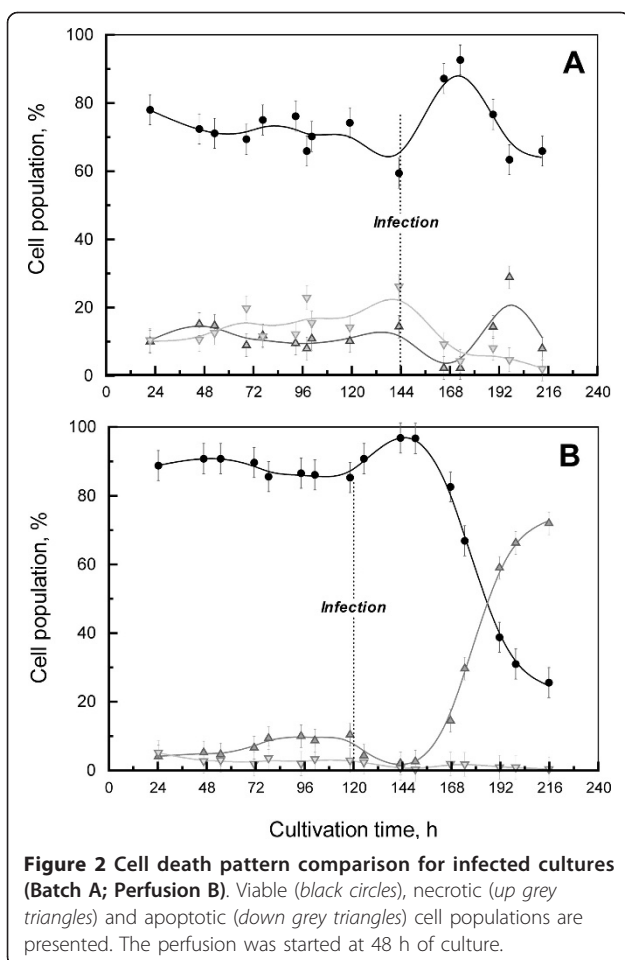 100
80
60
40
20
0
Cell population, %
A
Infection
0 24 48 72 96 120 144 168 192 216 240
100
80
60
40
20
0
Cell population, %
B
Infection
0 24 48 72 96 120 144 168 192 216 240
Cultivation time, h
Figure 2 Cell death pattern comparison for infected cultures
(Batch A; Perfusion B). Viable (black circles), necrotic (up grey
triangles) and apoptotic (down grey triangles) cell populations are
presented. The perfusion was started at 48 h of culture.